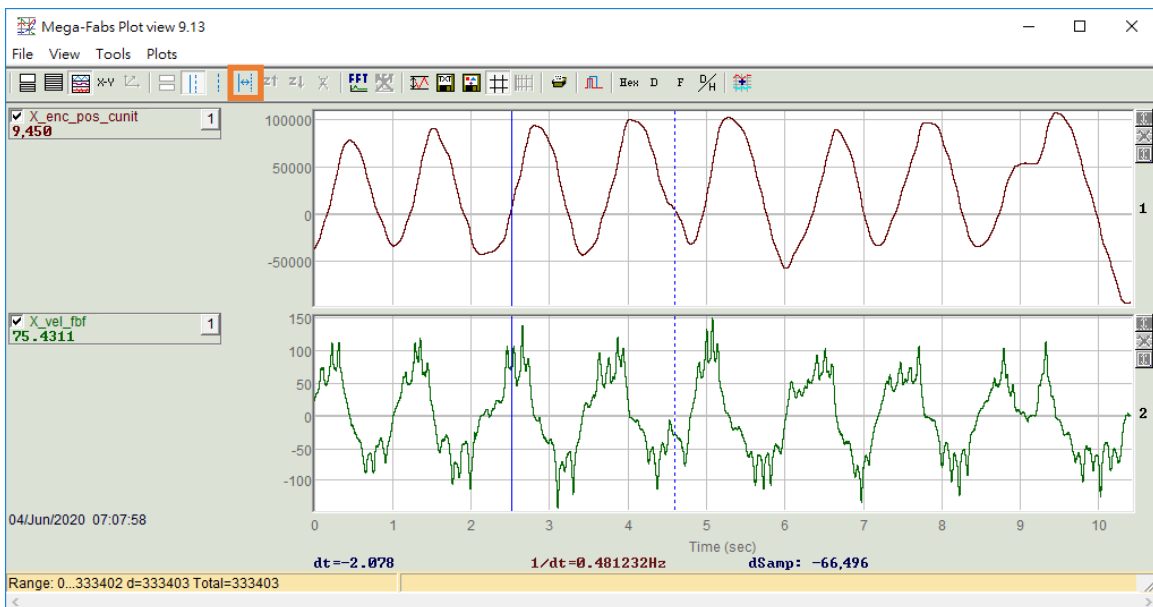 Mega-Fabs Plot view 9.13
File View Tools Plots
X-Y Z↑ Z↓ X FFT TXT Hex D F D/H
X_enc_pos_cunit 1
9,450
100000
50000
0
-50000
1
X_vel_fbf 1
75.4311
150
100
50
0
-50
-100
2
04/Jun/2020 07:07:58
0 1 2 3 4 5 6 7 8 9 10
Time (sec)
dt=-2.078 1/dt=0.481232Hz dSamp: -66,496
Range: 0...333402 d=333403 Total=333403